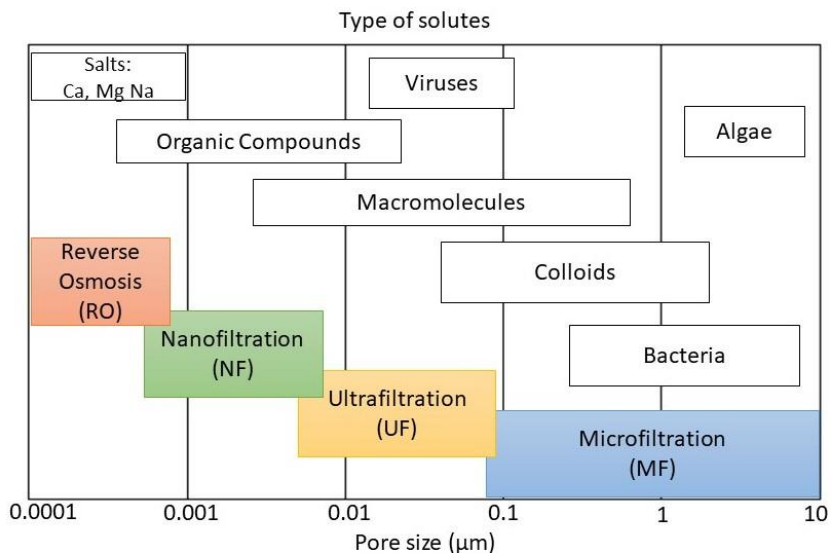 Type of solutes
Salts:
Ca, Mg Na
Viruses
Algae
Organic Compounds
Macromolecules
Reverse
Osmosis
(RO)
Colloids
Nanofiltration
(NF)
Bacteria
Ultrafiltration
(UF)
Microfiltration
(MF)
0.0001
0.001
0.01
0.1
1
10
Pore size (μm)